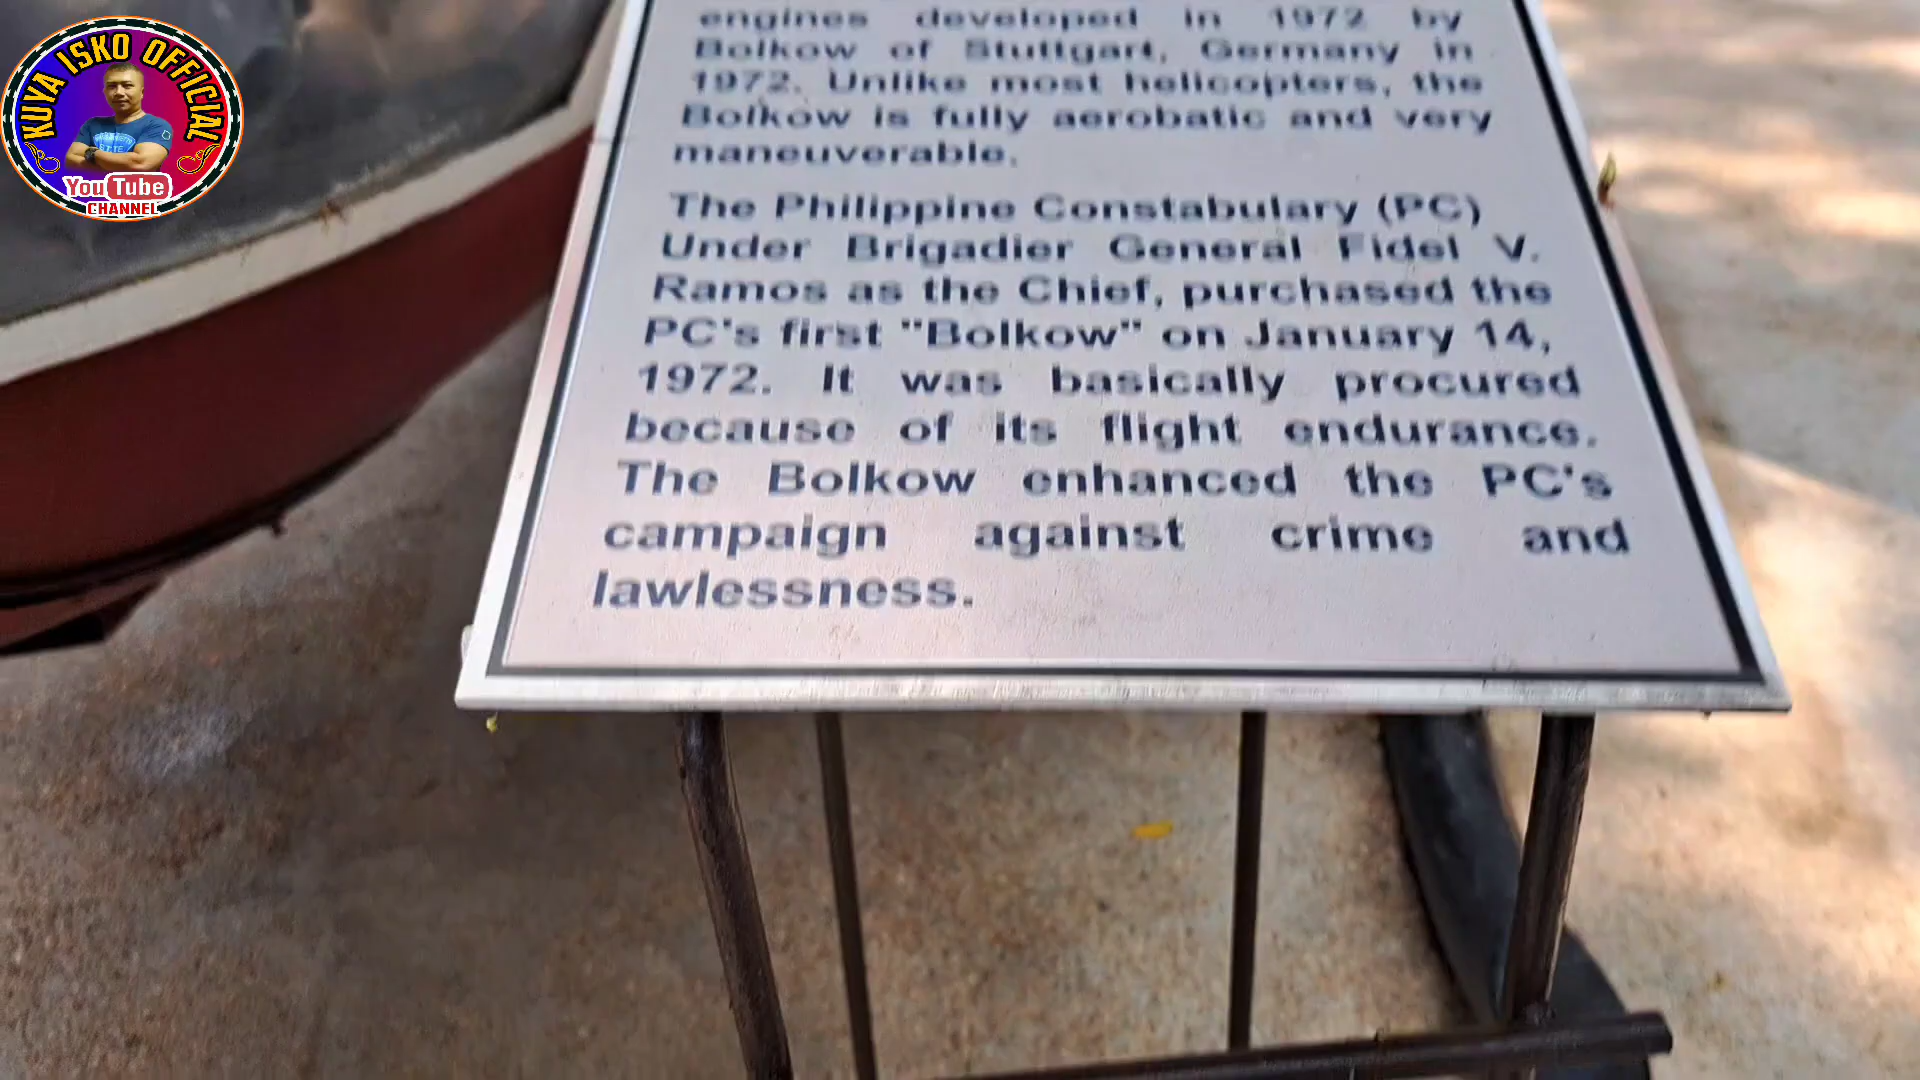 KUYA ISKO OFFICIAL
YouTube
CHANNEL
engines developed in 1972 by
Bolkow of Stuttgart, Germany in
1972. Unlike most helicopters, the
Bolkow is fully aerobatic and very
maneuverable.
The Philippine Constabulary (PC)
Under Brigadier General Fidel V.
Ramos as the Chief, purchased the
PC's first "Bolkow" on January 14,
1972. It was basically procured
because of its flight endurance.
The Bolkow enhanced the PC's
campaign against crime and
lawlessness.